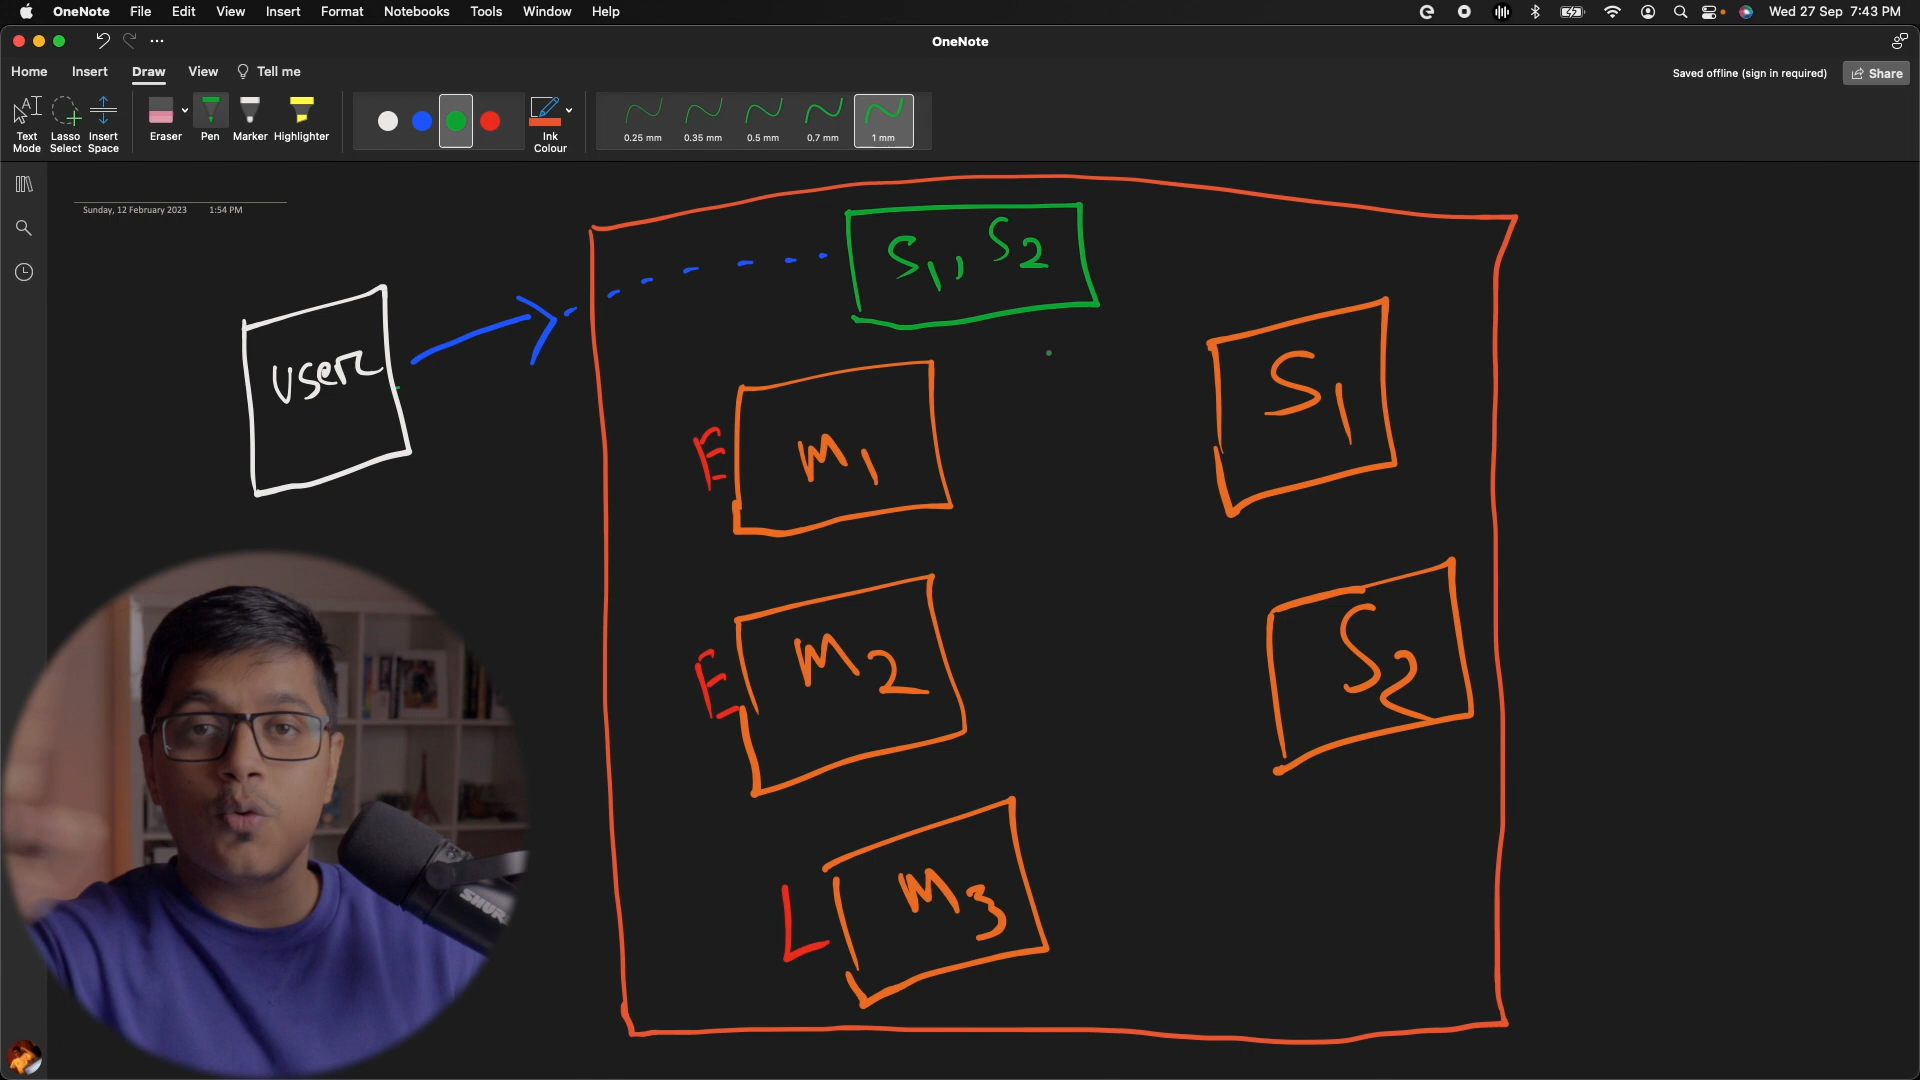 OneNote File Edit View Insert Format Notebooks Tools Window Help Wed 27 Sep 7:43 PM
OneNote
Home Insert Draw View Tell me Saved offline (sign in required) Share
Text Mode
Lasso Select
Insert Space
Eraser
Pen
Marker
Highlighter
Ink Colour
0.25 mm
0.35 mm
0.5 mm
0.7 mm
1 mm
Sunday, 12 February 2023 1:54 PM
S1, S2
User
S1
E M1
E M2
S2
L M3
SHURE